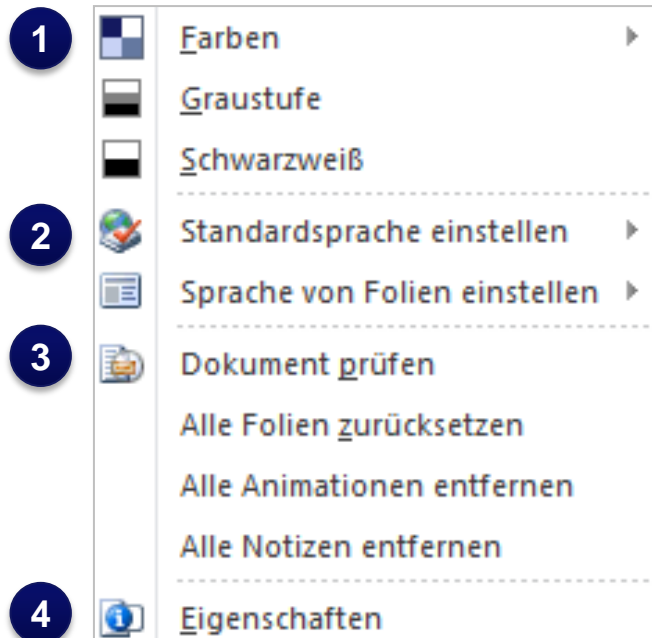 1 Farben
Graustufe
Schwarzweiß
2 Standardsprache einstellen
Sprache von Folien einstellen
3 Dokument prüfen
Alle Folien zurücksetzen
Alle Animationen entfernen
Alle Notizen entfernen
4 Eigenschaften